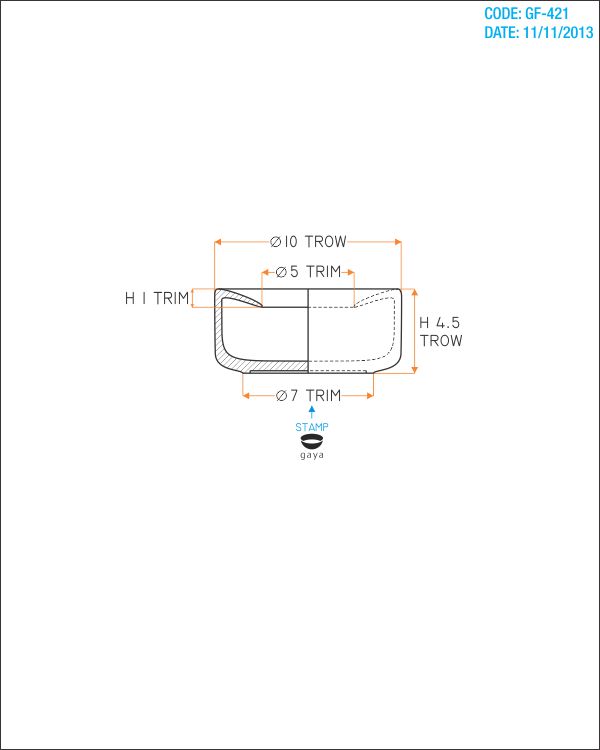 CODE: GF-421
DATE: 11/11/2013
Ø10 TROW
Ø5 TRIM
H 1 TRIM
H 4.5
TROW
Ø7 TRIM
STAMP
gaya